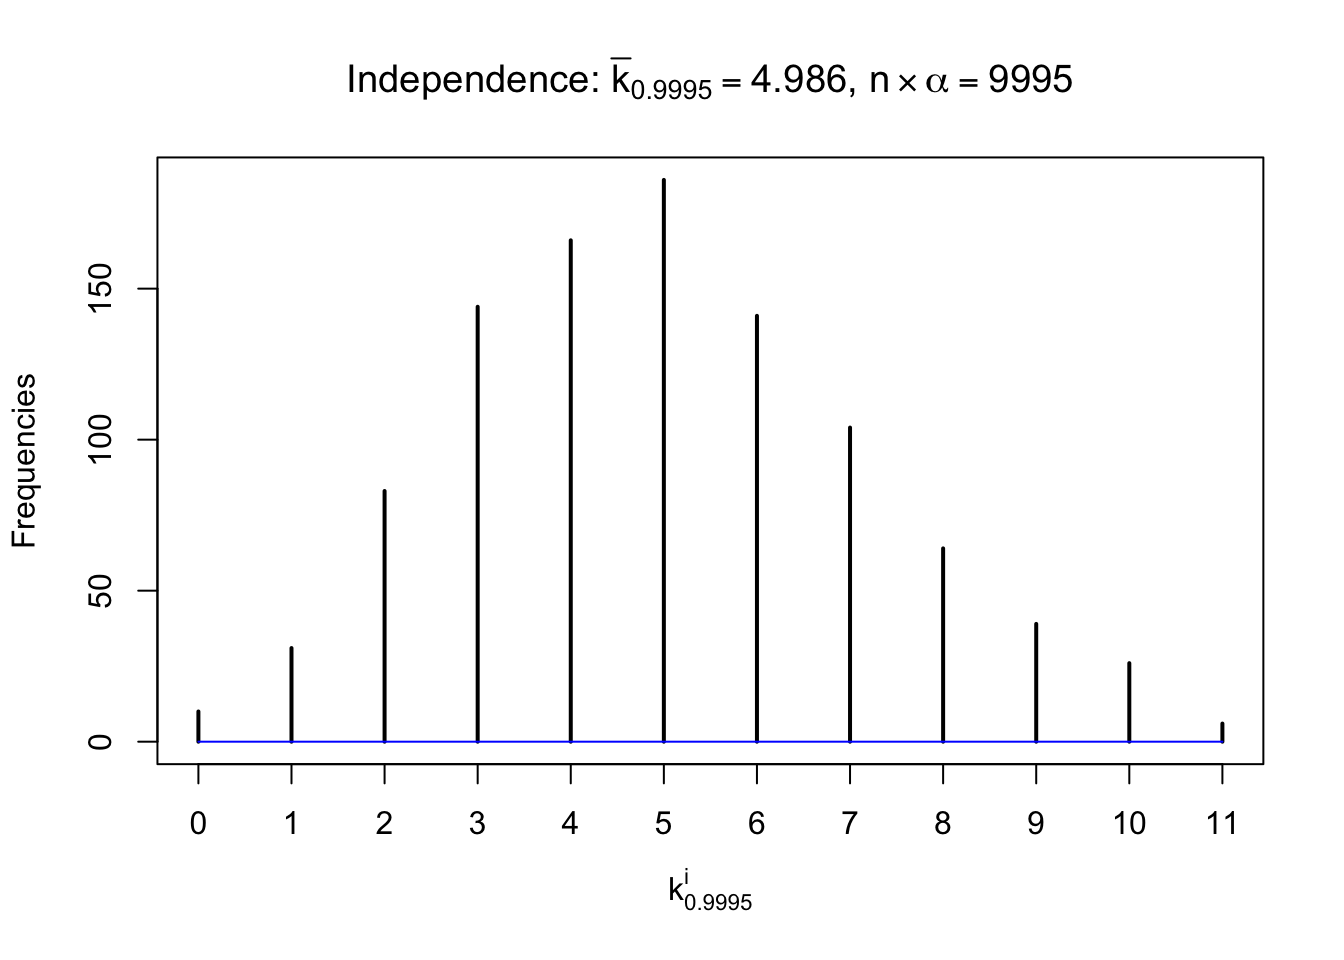 Independence: k̅₀.₉₉₉₅ = 4.986, n × α = 9995
Frequencies
150
100
50
0
0 1 2 3 4 5 6 7 8 9 10 11
kⁱ₀.₉₉₉₅